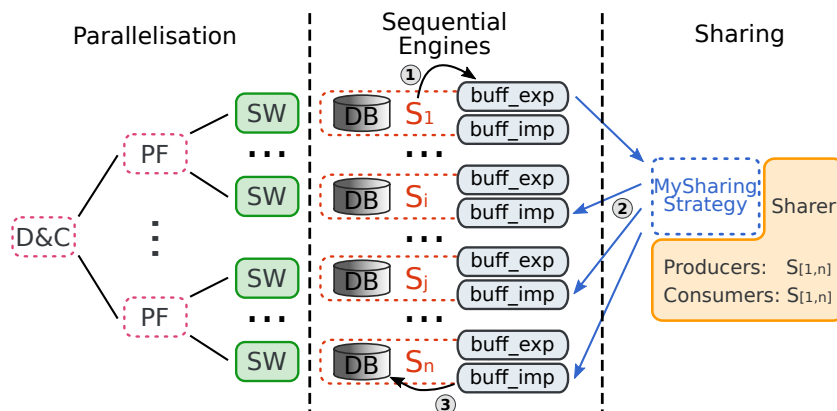 Parallelisation
Sequential
Engines
Sharing
1
SW
DB
S1
buff_exp
buff_imp
...
...
PF
SW
DB
Si
buff_exp
buff_imp
2
MySharing
Strategy
Sharer
D&C
...
...
Producers: S[1,n]
Consumers: S[1,n]
SW
DB
Sj
buff_exp
buff_imp
PF
...
...
SW
DB
Sn
buff_exp
buff_imp
3